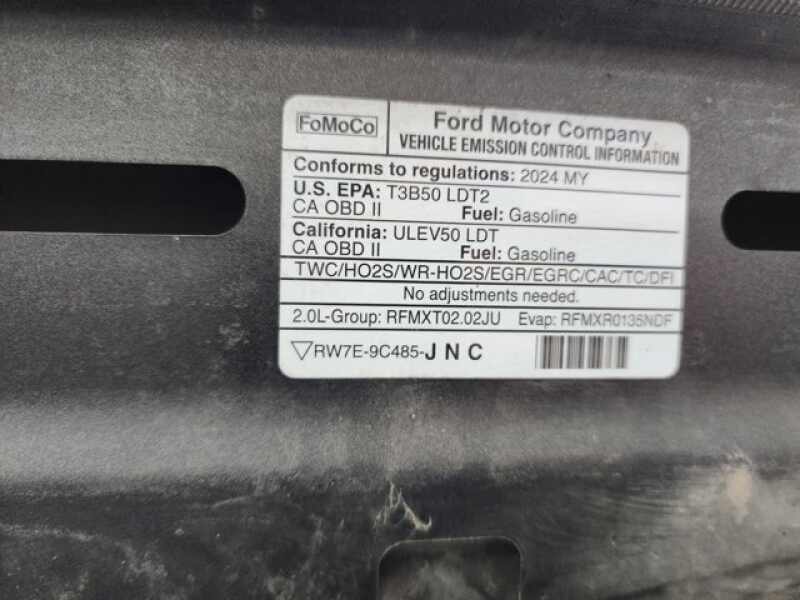 FoMoCo
Ford Motor Company
VEHICLE EMISSION CONTROL INFORMATION
Conforms to regulations: 2024 MY
U.S. EPA: T3B50 LDT2
CA OBD II Fuel: Gasoline
California: ULEV50 LDT
CA OBD II Fuel: Gasoline
TWC/HO2S/WR-HO2S/EGR/EGRC/CAC/TC/DFI
No adjustments needed.
2.0L-Group: RFMXT02.02JU Evap: RFMXR0135NDF
RW7E-9C485-JNC